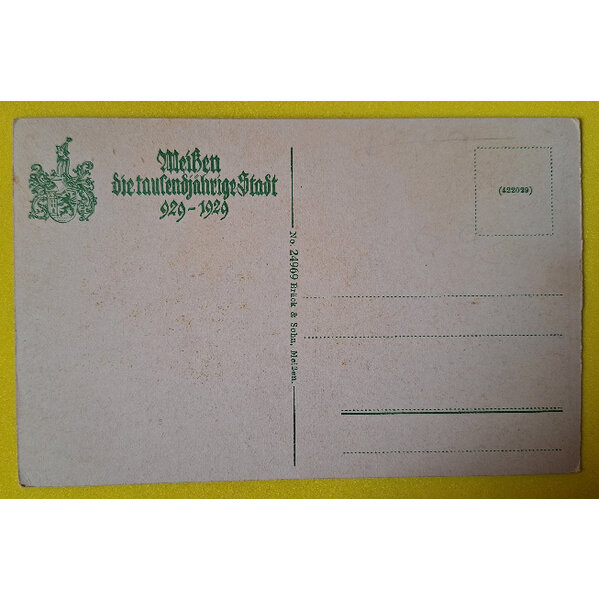 Meißen
die tausendjährige Stadt
929-1929
No. 24969 Brück & Sohn, Meißen.
(422029)